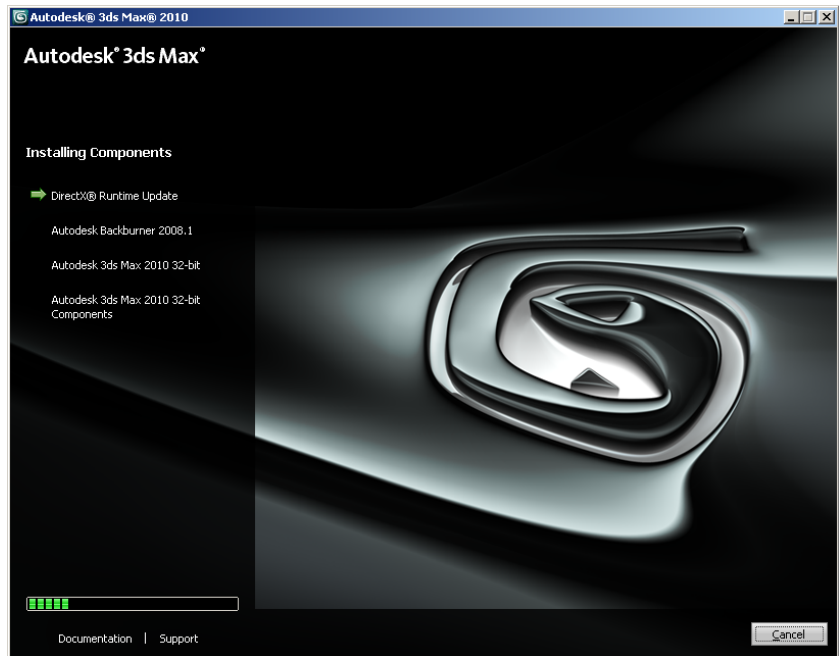 Autodesk® 3ds Max® 2010
Autodesk® 3ds Max®
Installing Components
DirectX® Runtime Update
Autodesk Backburner 2008.1
Autodesk 3ds Max 2010 32-bit
Autodesk 3ds Max 2010 32-bit
Components
Documentation | Support
Cancel